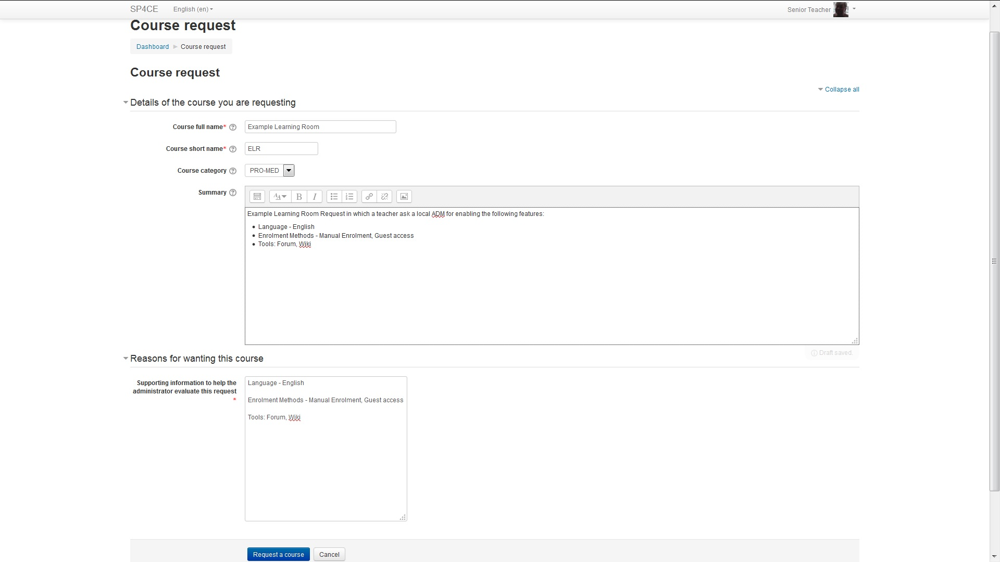 SP4CE English (en) Senior Teacher
Course request
Dashboard Course request
Course request
Collapse all
Details of the course you are requesting
Course full name* Example Learning Room
Course short name* ELR
Course category PRO-MED
Summary
Example Learning Room Request in which a teacher ask a local ADM for enabling the following features:
• Language - English
• Enrolment Methods - Manual Enrolment, Guest access
• Tools: Forum, Wiki
Draft saved.
Reasons for wanting this course
Supporting information to help the
administrator evaluate this request
*
Language - English
Enrolment Methods - Manual Enrolment, Guest access
Tools: Forum, Wiki
Request a course Cancel